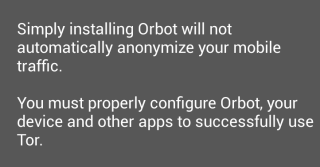 Simply installing Orbot will not
automatically anonymize your mobile
traffic.
You must properly configure Orbot, your
device and other apps to successfully use
Tor.